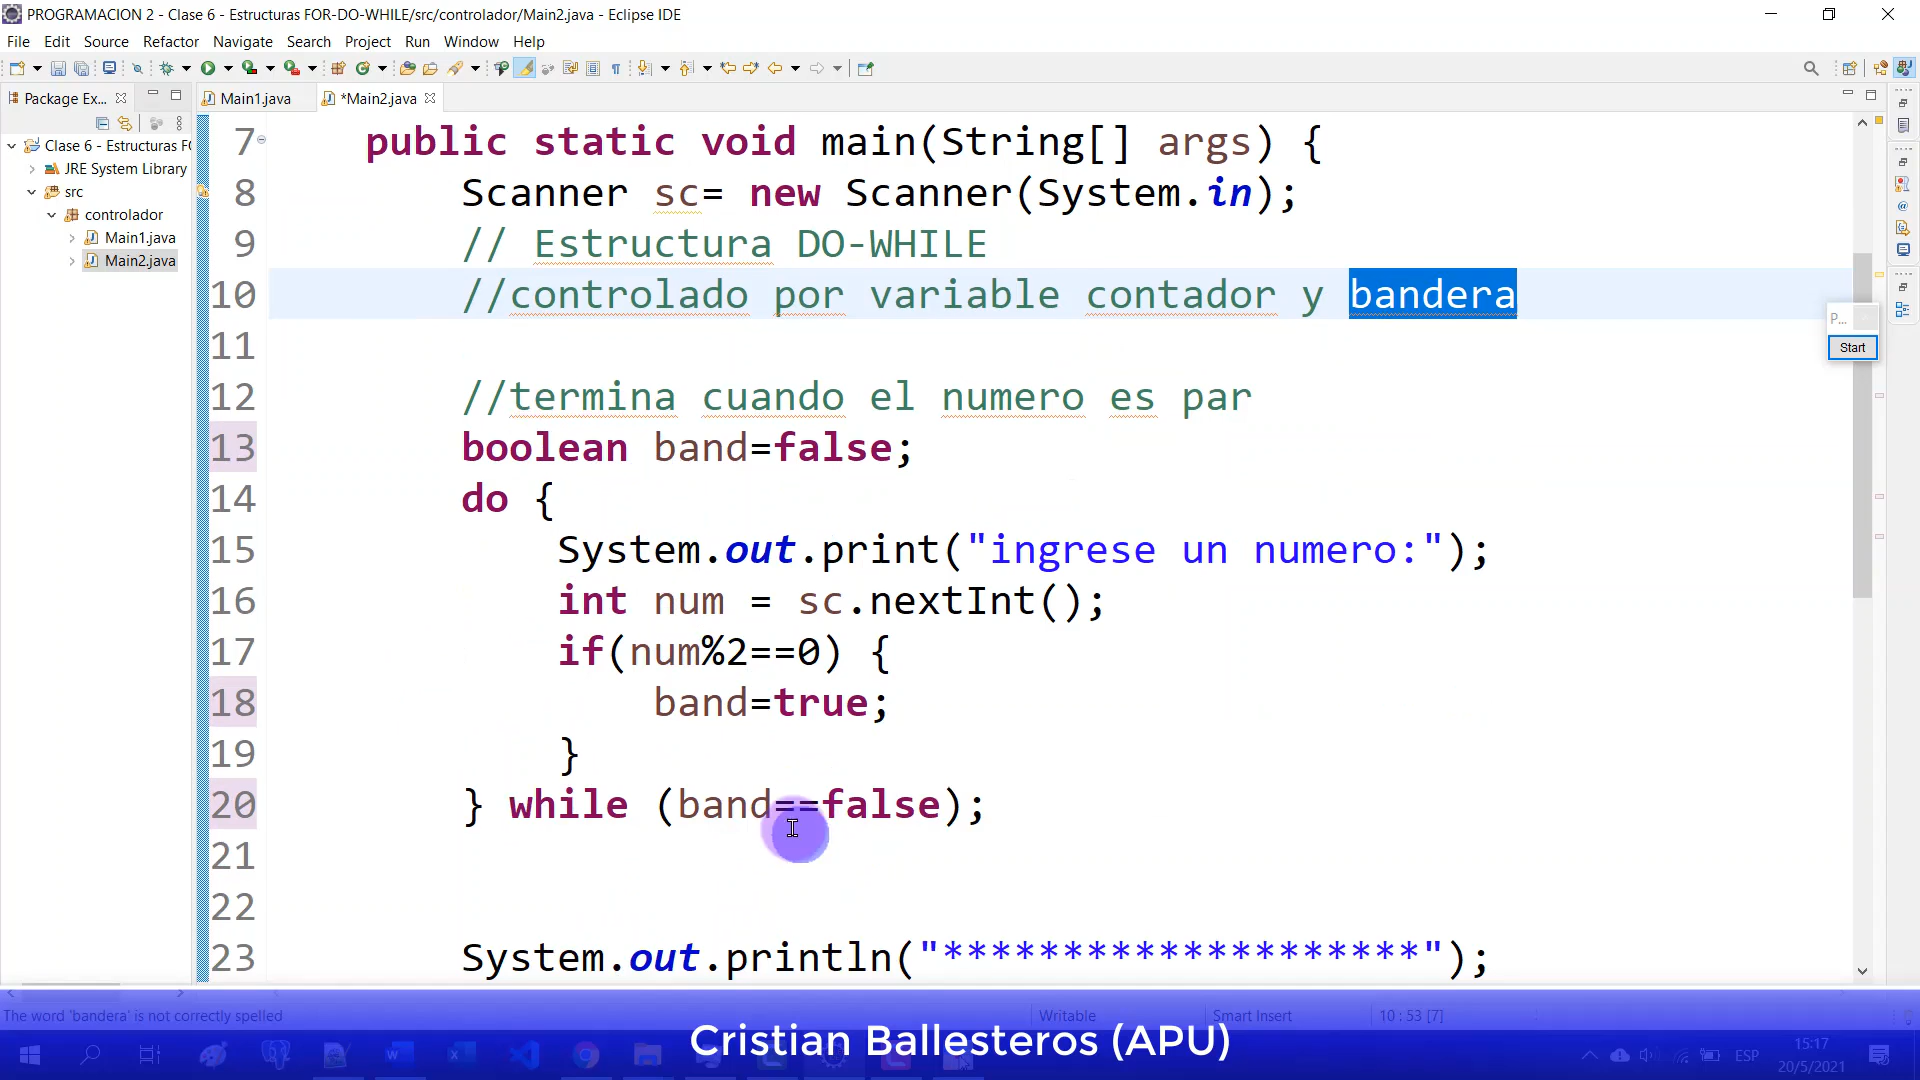 PROGRAMACION 2 - Clase 6 - Estructuras FOR-DO-WHILE/src/controlador/Main2.java - Eclipse IDE
File Edit Source Refactor Navigate Search Project Run Window Help
Package Ex...
Main1.java
*Main2.java
Clase 6 - Estructuras FO
JRE System Library
src
controlador
Main1.java
Main2.java
7 public static void main(String[] args) {
8 Scanner sc= new Scanner(System.in);
9 // Estructura DO-WHILE
10 //controlado por variable contador y bandera
11
12 //termina cuando el numero es par
13 boolean band=false;
14 do {
15 System.out.print("ingrese un numero:");
16 int num = sc.nextInt();
17 if(num%2==0) {
18 band=true;
19 }
20 } while (band==false);
21
22
23 System.out.println("********************");
P...
Start
The word 'bandera' is not correctly spelled
Writable
Smart Insert
10 : 53 [7]
Cristian Ballesteros (APU)
ESP
15:17
20/5/2021